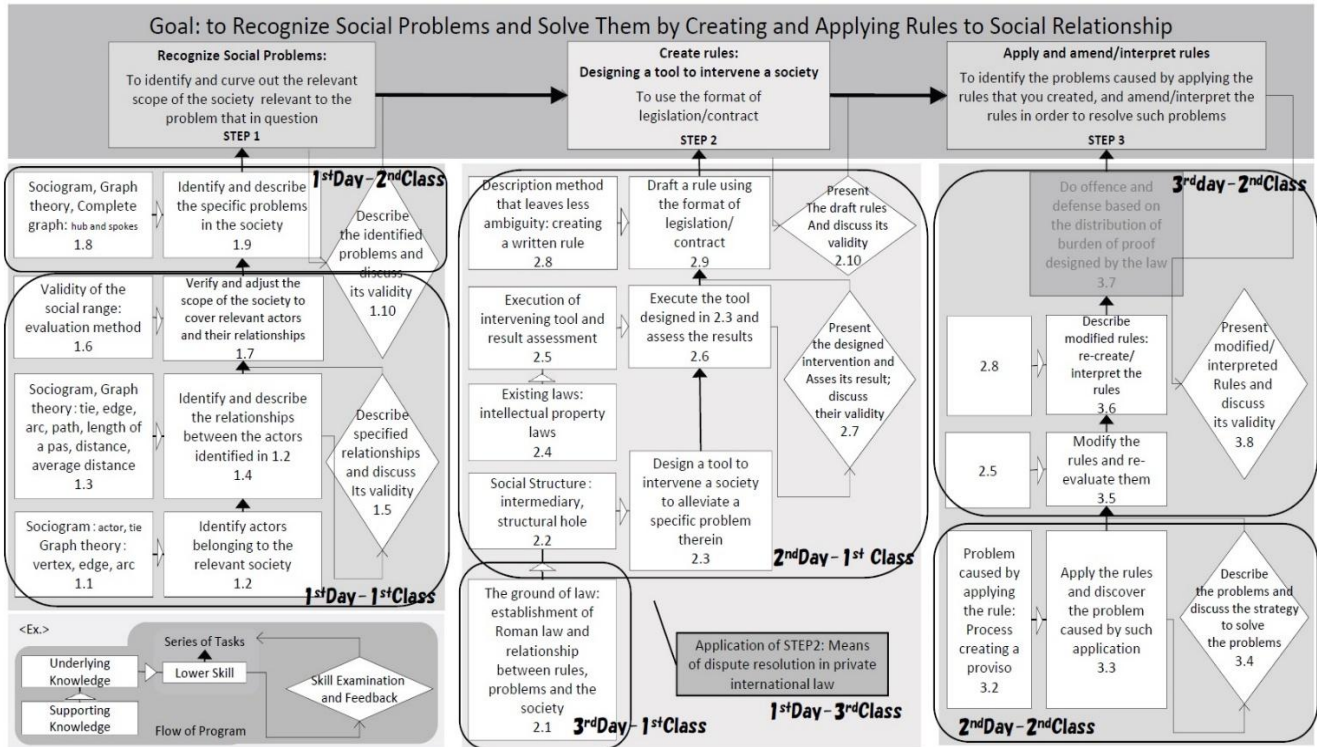 Goal: to Recognize Social Problems and Solve Them by Creating and Applying Rules to Social Relationship
Recognize Social Problems:
To identify and curve out the relevant
scope of the society relevant to the
problem that in question
STEP 1
Create rules:
Designing a tool to intervene a society
To use the format of
legislation/contract
STEP 2
Apply and amend/interpret rules
To identify the problems caused by applying the
rules that you created, and amend/interpret the
rules in order to resolve such problems
STEP 3
1stDay-2ndClass
Sociogram, Graph
theory, Complete
graph: hub and spokes
1.8
Identify and describe
the specific problems
in the society
1.9
Describe
the identified
problems and
discuss
its validity
1.10
Validity of the
social range:
evaluation method
1.6
Verify and adjust the
scope of the society to
cover relevant actors
and their relationships
1.7
Sociogram, Graph
theory: tie, edge,
arc, path, length of
a pas, distance,
average distance
1.3
Identify and describe
the relationships
between the actors
identified in 1.2
1.4
Describe
specified
relationships
and discuss
Its validity
1.5
Sociogram: actor, tie
Graph theory:
vertex, edge, arc
1.1
Identify actors
belonging to the
relevant society
1.2
1stDay-1stClass
<Ex.>
Series of Tasks
Underlying
Knowledge
Lower Skill
Skill Examination
and Feedback
Supporting
Knowledge
Flow of Program
Description method
that leaves less
ambiguity: creating
a written rule
2.8
Draft a rule using
the format of
legislation/
contract
2.9
Present
The draft rules
And discuss its
validity
2.10
Execution of
intervening tool and
result assessment
2.5
Execute the tool
designed in 2.3 and
assess the results
2.6
Present
the designed
intervention and
Asses its result;
discuss
their validity
2.7
Existing laws:
intellectual property
laws
2.4
Social Structure:
intermediary,
structural hole
2.2
Design a tool to
intervene a society
to alleviate a
specific problem
therein
2.3
2ndDay-1st Class
The ground of law:
establishment of
Roman law and
relationship
between rules,
problems and the
society
2.1
3rdDay-1stClass
Application of STEP2: Means
of dispute resolution in private
international law
1stDay-3rdClass
3rdday-2ndClass
Do offence and
defense based on
the distribution of
burden of proof
designed by the law
3.7
2.8
Describe
modified rules:
re-create/
interpret the
rules
3.6
Present
modified/
interpreted
Rules and
discuss
its validity
3.8
2.5
Modify the
rules and re-
evaluate them
3.5
Problem
caused by
applying
the rule:
Process
creating a
proviso
3.2
Apply the rules
and discover the
problem caused
by such
application
3.3
Describe
the problems and
discuss the strategy
to solve
the problems
3.4
2ndDay-2ndClass